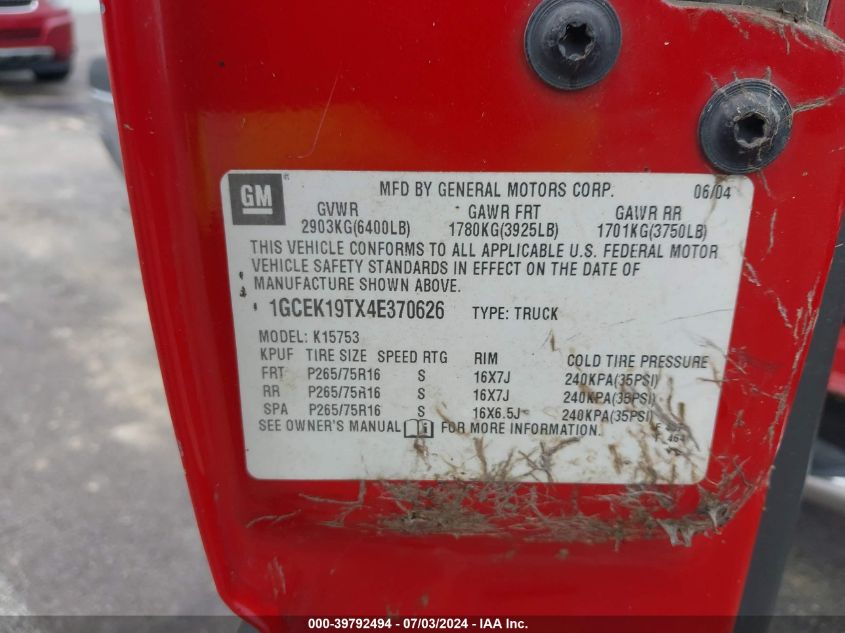 GM
MFD BY GENERAL MOTORS CORP. 06/04
GVWR GAWR FRT GAWR RR
2903KG(6400LB) 1780KG(3925LB) 1701KG(3750LB)
THIS VEHICLE CONFORMS TO ALL APPLICABLE U.S. FEDERAL MOTOR
VEHICLE SAFETY STANDARDS IN EFFECT ON THE DATE OF
MANUFACTURE SHOWN ABOVE.
1GCEK19TX4E370626 TYPE: TRUCK
MODEL: K15753
KPUF TIRE SIZE SPEED RTG RIM COLD TIRE PRESSURE
FRT P265/75R16 S 16X7J 240KPA(35PSI)
RR P265/75R16 S 16X7J 240KPA(35PSI)
SPA P265/75R16 S 16X6.5J 240KPA(35PSI)
SEE OWNER'S MANUAL FOR MORE INFORMATION.
000-39792494 - 07/03/2024 - IAA Inc.